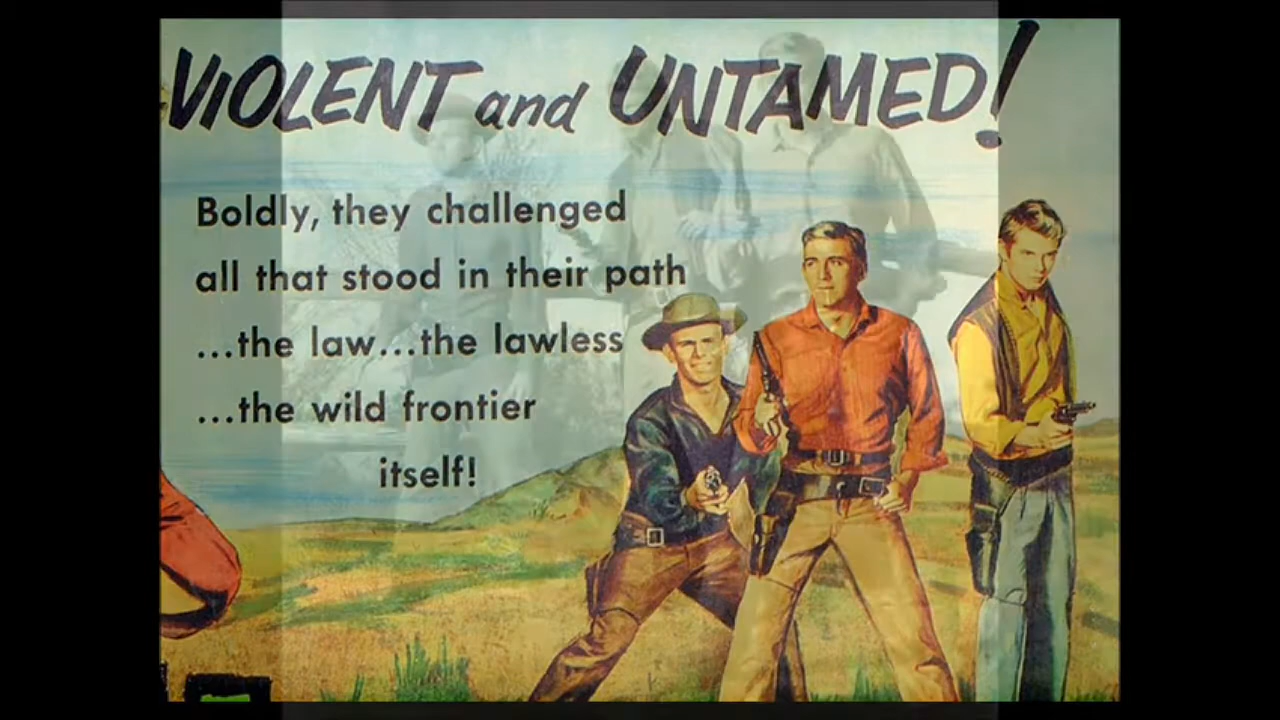 VIOLENT and UNTAMED!
Boldly, they challenged
all that stood in their path
...the law...the lawless
...the wild frontier
itself!